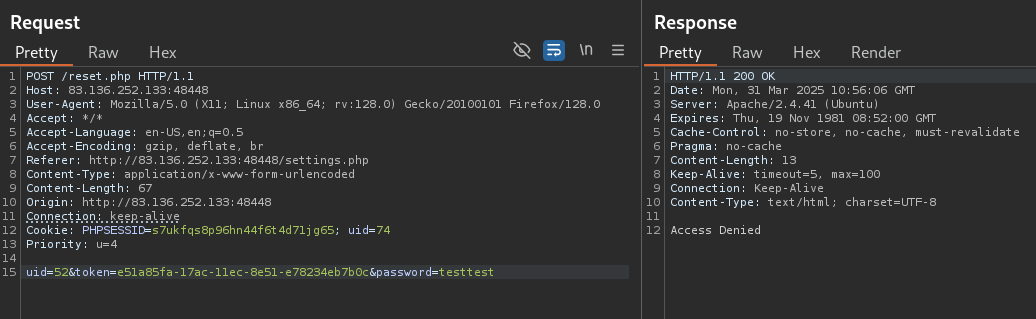 Request
Pretty Raw Hex
\n
1 POST /reset.php HTTP/1.1
2 Host: 83.136.252.133:48448
3 User-Agent: Mozilla/5.0 (X11; Linux x86_64; rv:128.0) Gecko/20100101 Firefox/128.0
4 Accept: */*
5 Accept-Language: en-US,en;q=0.5
6 Accept-Encoding: gzip, deflate, br
7 Referer: http://83.136.252.133:48448/settings.php
8 Content-Type: application/x-www-form-urlencoded
9 Content-Length: 67
10 Origin: http://83.136.252.133:48448
11 Connection: keep-alive
12 Cookie: PHPSESSID=s7ukfqs8p96hn44f6t4d71jg65; uid=74
13 Priority: u=4
14
15 uid=52&token=e51a85fa-17ac-11ec-8e51-e78234eb7b0c&password=testtest
Response
Pretty Raw Hex Render
1 HTTP/1.1 200 OK
2 Date: Mon, 31 Mar 2025 10:56:06 GMT
3 Server: Apache/2.4.41 (Ubuntu)
4 Expires: Thu, 19 Nov 1981 08:52:00 GMT
5 Cache-Control: no-store, no-cache, must-revalidate
6 Pragma: no-cache
7 Content-Length: 13
8 Keep-Alive: timeout=5, max=100
9 Connection: Keep-Alive
10 Content-Type: text/html; charset=UTF-8
11
12 Access Denied